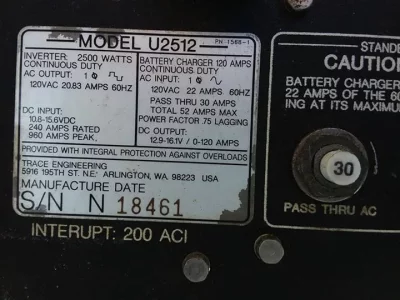 MODEL U2512 PN 1568-1
INVERTER: 2500 WATTS
CONTINUOUS DUTY
AC OUTPUT: 1 Ø
120VAC 20.83 AMPS 60HZ
DC INPUT:
10.8-15.6VDC
240 AMPS RATED
960 AMPS PEAK.
BATTERY CHARGER 120 AMPS
CONTINUOUS DUTY
AC INPUT: 1 Ø
120VAC 22 AMPS 60HZ
PASS THRU 30 AMPS
TOTAL 52 AMPS MAX
POWER FACTOR .75 LAGGING
DC OUTPUT:
12.9-16.1V / 0-120 AMPS
PROVIDED WITH INTEGRAL PROTECTION AGAINST OVERLOADS
TRACE ENGINEERING
5916 195TH ST. N.E. ARLINGTON, WA. 98223 USA
MANUFACTURE DATE
S/N N 18461
INTERUPT: 200 ACI
STANDB
CAUTIO
BATTERY CHARGER
22 AMPS OF THE 60
ING AT ITS MAXIMUM
30
PASS THRU AC